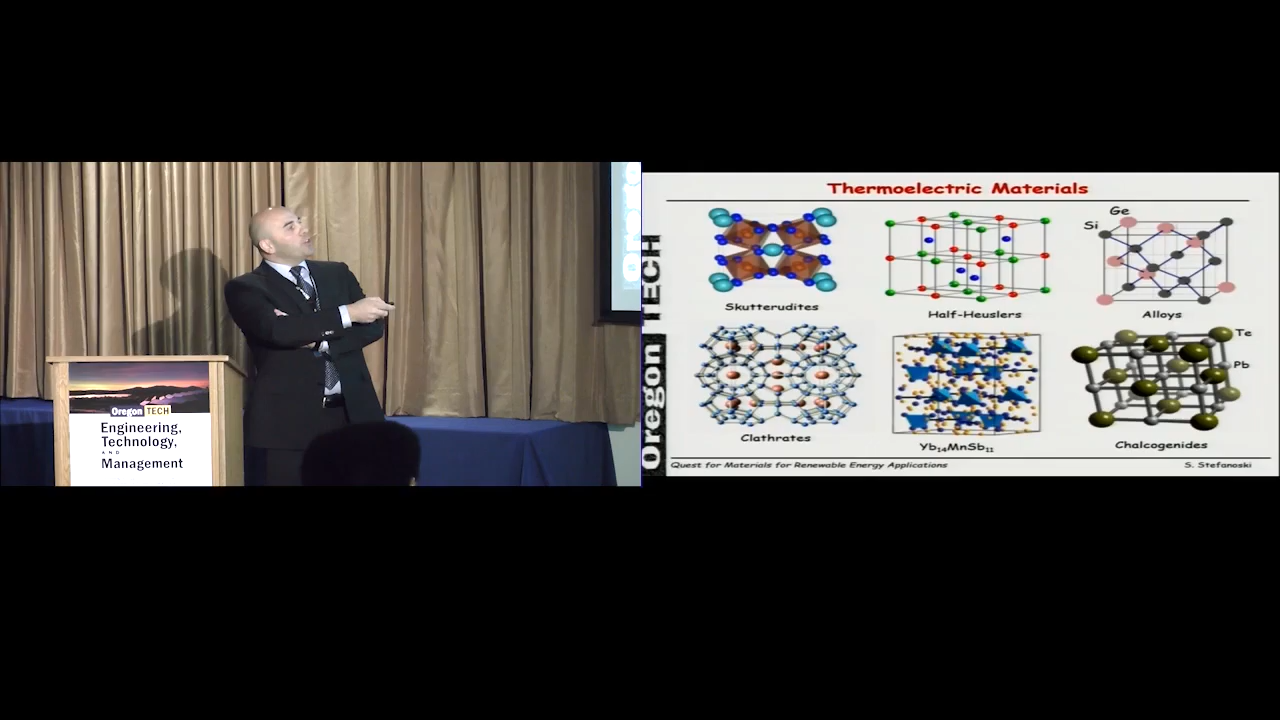 Oregon TECH
Engineering,
Technology,
AND
Management
Oregon TECH
Thermoelectric Materials
Skutterudites
Half-Heuslers
Ge
Si
Alloys
Clathrates
Yb₁₄MnSb₁₁
Te
Pb
Chalcogenides
Quest for Materials for Renewable Energy Applications
S. Stefanoski